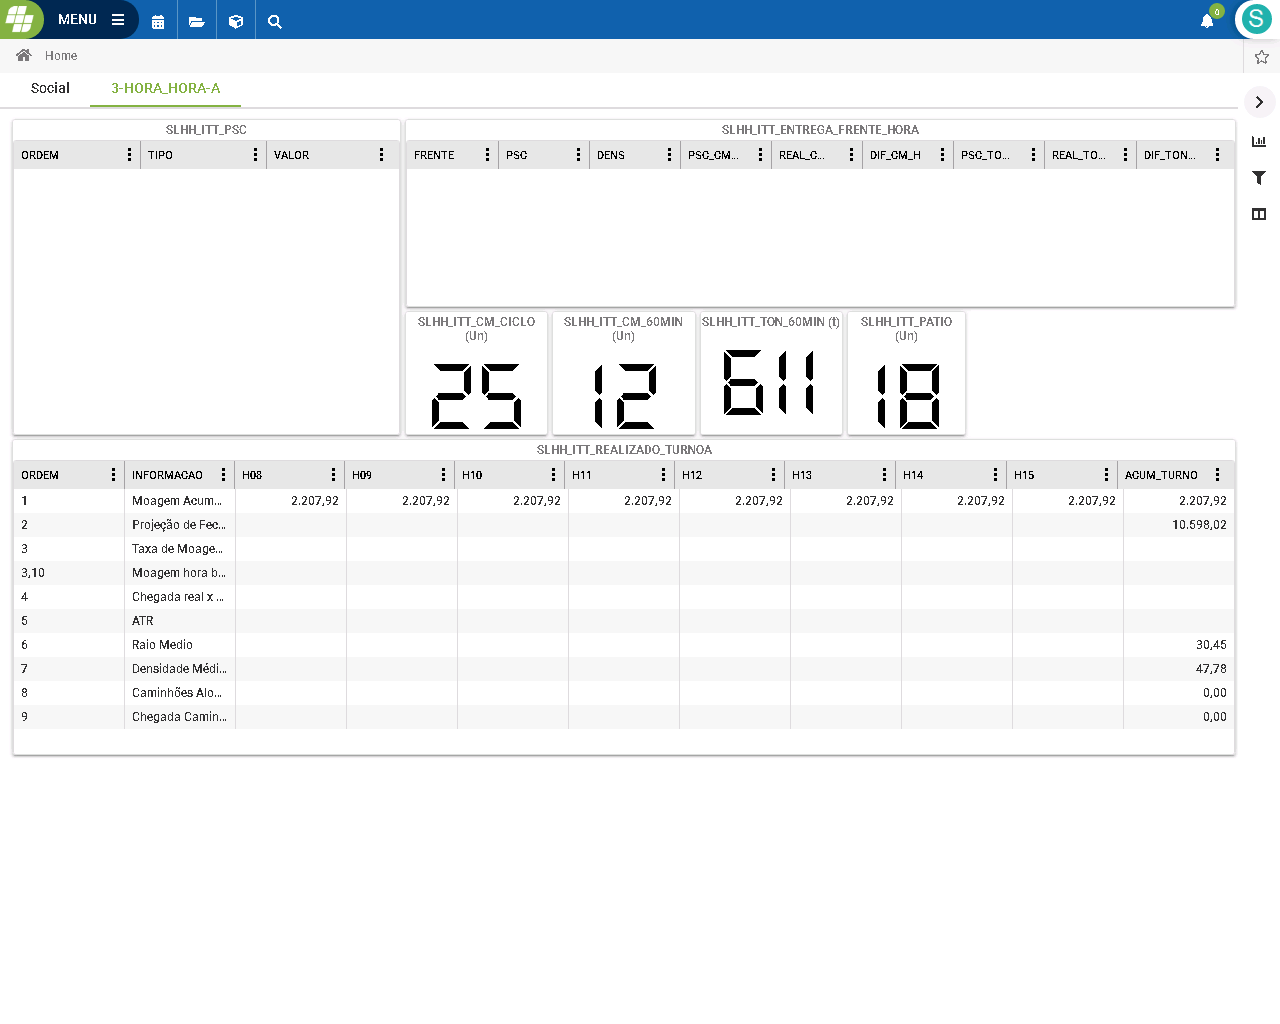 MENU
0
S
Home
Social 3-HORA_HORA-A
SLHH_ITT_PSC
ORDEM TIPO VALOR
SLHH_ITT_ENTREGA_FRENTE_HORA
FRENTE PSC DENS PSC_CM... REAL_C... DIF_CM_H PSC_TO... REAL_TO... DIF_TON...
SLHH_ITT_CM_CICLO
(Un)
25
SLHH_ITT_CM_60MIN
(Un)
12
SLHH_ITT_TON_60MIN (t)
611
SLHH_ITT_PATIO
(Un)
18
SLHH_ITT_REALIZADO_TURNOA
ORDEM INFORMACAO H08 H09 H10 H11 H12 H13 H14 H15 ACUM_TURNO
1 Moagem Acum... 2.207,92 2.207,92 2.207,92 2.207,92 2.207,92 2.207,92 2.207,92 2.207,92 2.207,92
2 Projeção de Fec... 10.598,02
3 Taxa de Moage...
3,10 Moagem hora b...
4 Chegada real x ...
5 ATR
6 Raio Medio 30,45
7 Densidade Médi... 47,78
8 Caminhões Alo... 0,00
9 Chegada Camin... 0,00